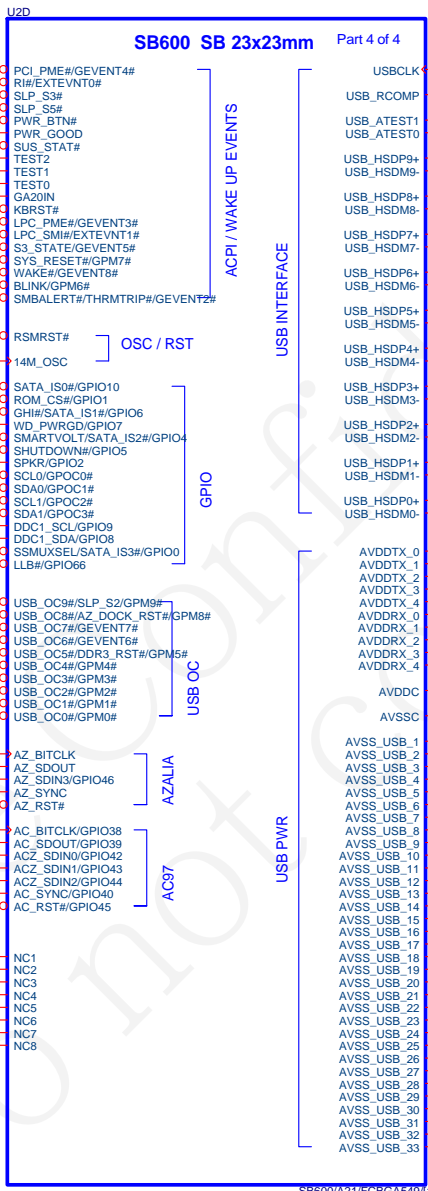 U2D
SB600 SB 23x23mm
Part 4 of 4
PCI_PME#/GEVENT4#
RI#/EXTEVNT0#
SLP_S3#
SLP_S5#
PWR_BTN#
PWR_GOOD
SUS_STAT#
TEST2
TEST1
TEST0
GA20IN
KBRST#
LPC_PME#/GEVENT3#
LPC_SMI#/EXTEVNT1#
S3_STATE/GEVENT5#
SYS_RESET#/GPM7#
WAKE#/GEVENT8#
BLINK/GPM6#
SMBALERT#/THRMTRIP#/GEVENT2#
ACPI / WAKE UP EVENTS
RSMRST#
14M_OSC
OSC / RST
SATA_IS0#/GPIO10
ROM_CS#/GPIO1
GHI#/SATA_IS1#/GPIO6
WD_PWRGD/GPIO7
SMARTVOLT/SATA_IS2#/GPIO4
SHUTDOWN#/GPIO5
SPKR/GPIO2
SCL0/GPOC0#
SDA0/GPOC1#
SCL1/GPOC2#
SDA1/GPOC3#
DDC1_SCL/GPIO9
DDC1_SDA/GPIO8
SSMUXSEL/SATA_IS3#/GPIO0
LLB#/GPIO66
GPIO
USB_OC9#/SLP_S2/GPM9#
USB_OC8#/AZ_DOCK_RST#/GPM8#
USB_OC7#/GEVENT7#
USB_OC6#/GEVENT6#
USB_OC5#/DDR3_RST#/GPM5#
USB_OC4#/GPM4#
USB_OC3#/GPM3#
USB_OC2#/GPM2#
USB_OC1#/GPM1#
USB_OC0#/GPM0#
USB OC
AZ_BITCLK
AZ_SDOUT
AZ_SDIN3/GPIO46
AZ_SYNC
AZ_RST#
AZALIA
AC_BITCLK/GPIO38
AC_SDOUT/GPIO39
ACZ_SDIN0/GPIO42
ACZ_SDIN1/GPIO43
ACZ_SDIN2/GPIO44
AC_SYNC/GPIO40
AC_RST#/GPIO45
AC97
NC1
NC2
NC3
NC4
NC5
NC6
NC7
NC8
USBCLK
USB_RCOMP
USB_ATEST1
USB_ATEST0
USB_HSDP9+
USB_HSDM9-
USB_HSDP8+
USB_HSDM8-
USB_HSDP7+
USB_HSDM7-
USB_HSDP6+
USB_HSDM6-
USB_HSDP5+
USB_HSDM5-
USB_HSDP4+
USB_HSDM4-
USB_HSDP3+
USB_HSDM3-
USB_HSDP2+
USB_HSDM2-
USB_HSDP1+
USB_HSDM1-
USB_HSDP0+
USB_HSDM0-
USB INTERFACE
AVDDTX_0
AVDDTX_1
AVDDTX_2
AVDDTX_3
AVDDTX_4
AVDDRX_0
AVDDRX_1
AVDDRX_2
AVDDRX_3
AVDDRX_4
AVDDC
AVSSC
AVSS_USB_1
AVSS_USB_2
AVSS_USB_3
AVSS_USB_4
AVSS_USB_5
AVSS_USB_6
AVSS_USB_7
AVSS_USB_8
AVSS_USB_9
AVSS_USB_10
AVSS_USB_11
AVSS_USB_12
AVSS_USB_13
AVSS_USB_14
AVSS_USB_15
AVSS_USB_16
AVSS_USB_17
AVSS_USB_18
AVSS_USB_19
AVSS_USB_20
AVSS_USB_21
AVSS_USB_22
AVSS_USB_23
AVSS_USB_24
AVSS_USB_25
AVSS_USB_26
AVSS_USB_27
AVSS_USB_28
AVSS_USB_29
AVSS_USB_30
AVSS_USB_31
AVSS_USB_32
AVSS_USB_33
USB PWR